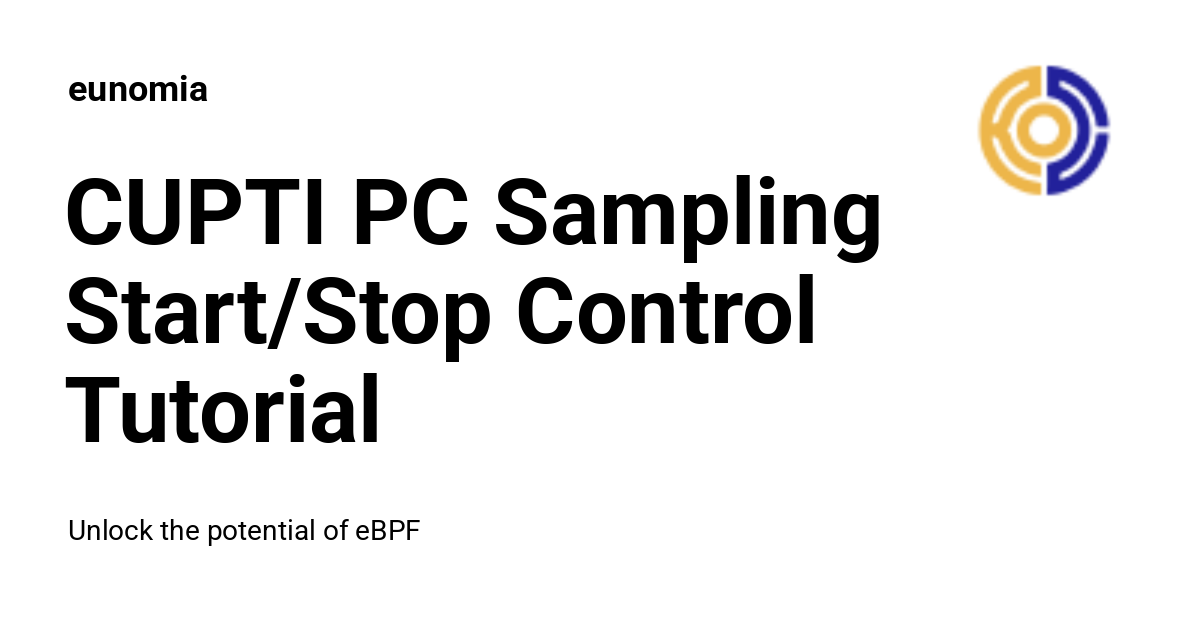 eunomia
CUPTI PC Sampling
Start/Stop Control
Tutorial
Unlock the potential of eBPF